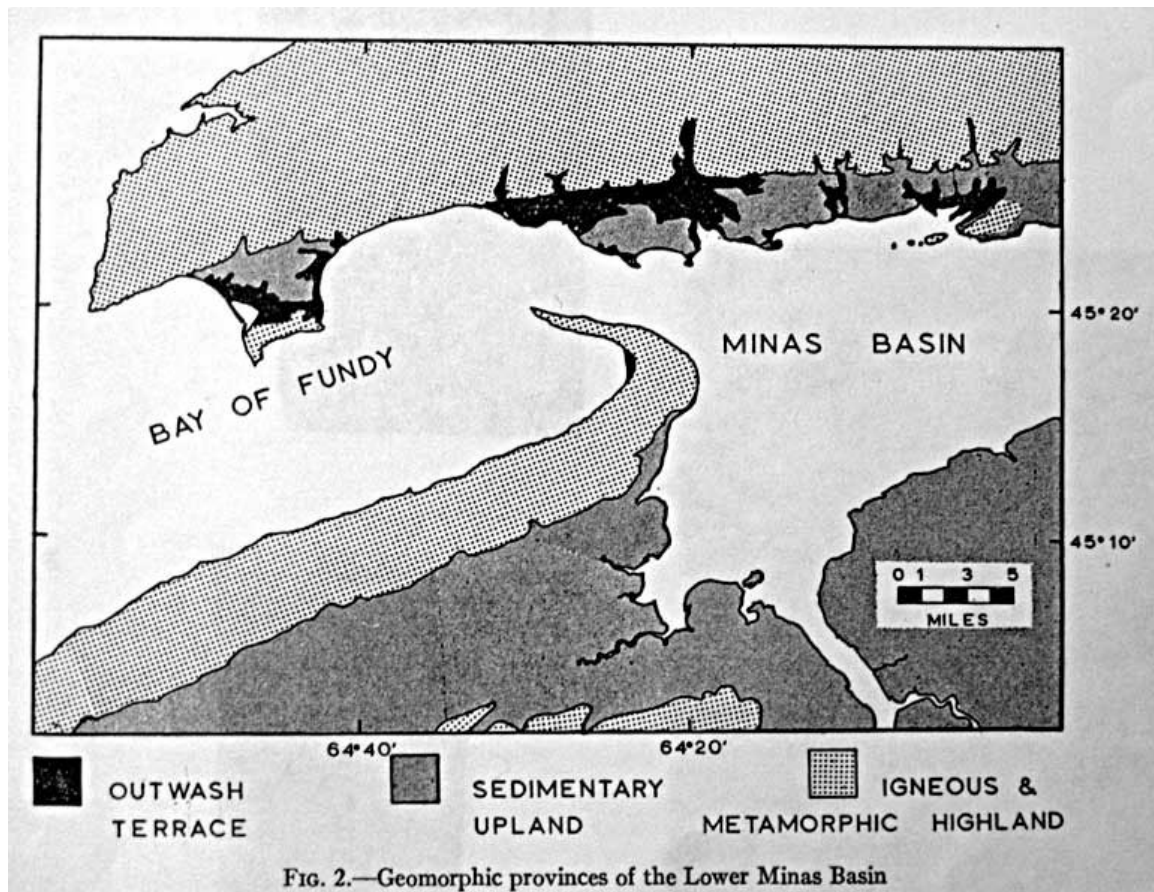 BAY OF FUNDY
MINAS BASIN
45°20'
45°10'
0 1 3 5
MILES
64°40'
64°20'
OUTWASH
TERRACE
SEDIMENTARY
UPLAND
IGNEOUS &
METAMORPHIC HIGHLAND
FIG. 2.—Geomorphic provinces of the Lower Minas Basin